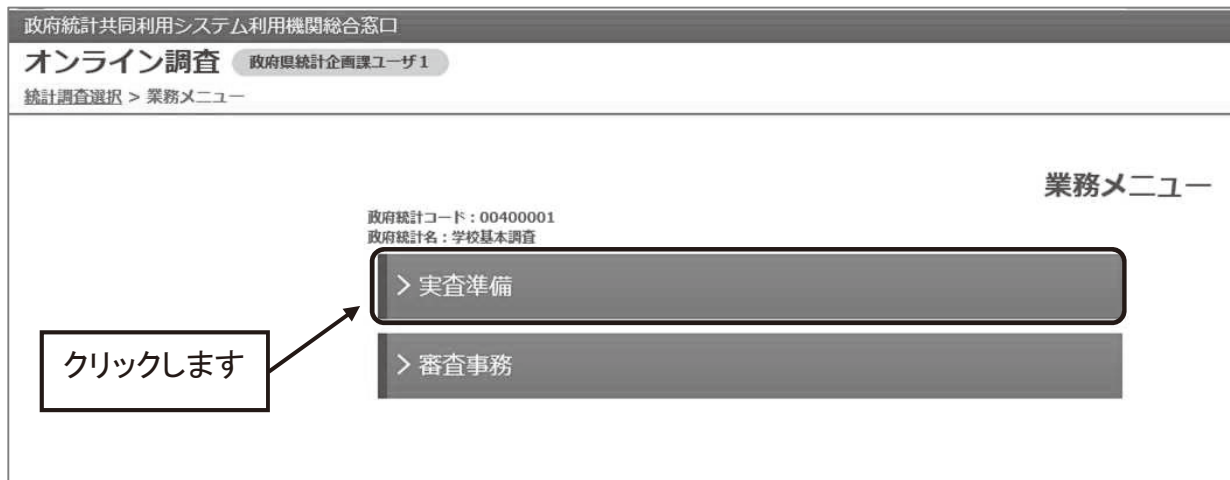 政府統計共同利用システム利用機関総合窓口
オンライン調査 政府県統計企画課ユーザ1
統計調査選択 > 業務メニュー
業務メニュー
政府統計コード:00400001
政府統計名:学校基本調査
> 実査準備
クリックします
> 審査事務